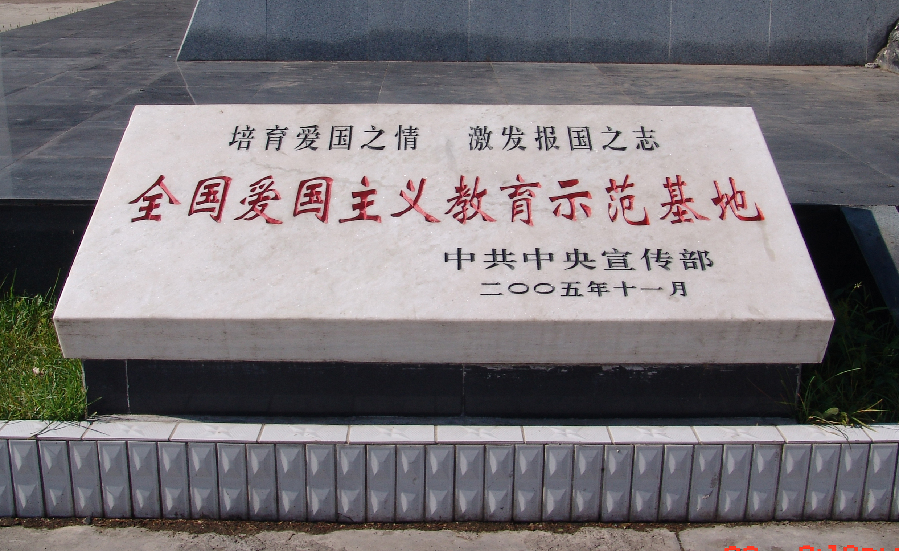 培育爱国之情 激发报国之志
全国爱国主义教育示范基地
中共中央宣传部
二〇〇五年十一月